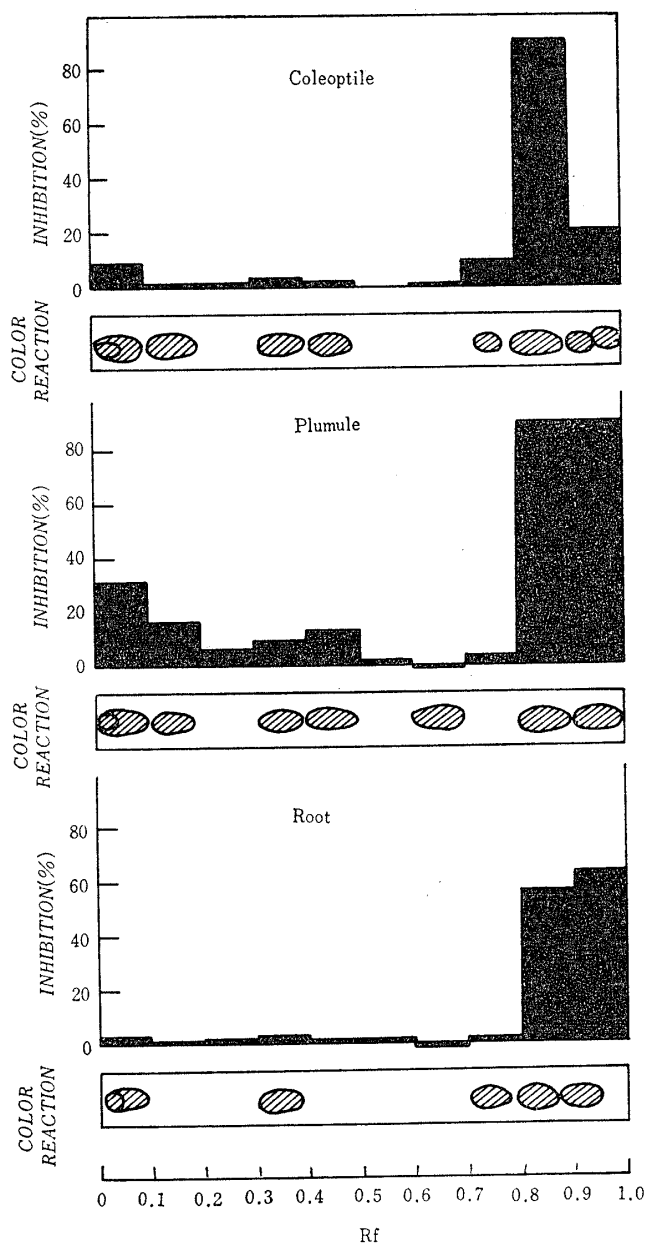 Coleoptile
INHIBITION(%)
80
60
40
20
0
COLOR
REACTION
Plumule
INHIBITION(%)
80
60
40
20
0
COLOR
REACTION
Root
INHIBITION(%)
80
60
40
20
0
COLOR
REACTION
0 0.1 0.2 0.3 0.4 0.5 0.6 0.7 0.8 0.9 1.0
Rf